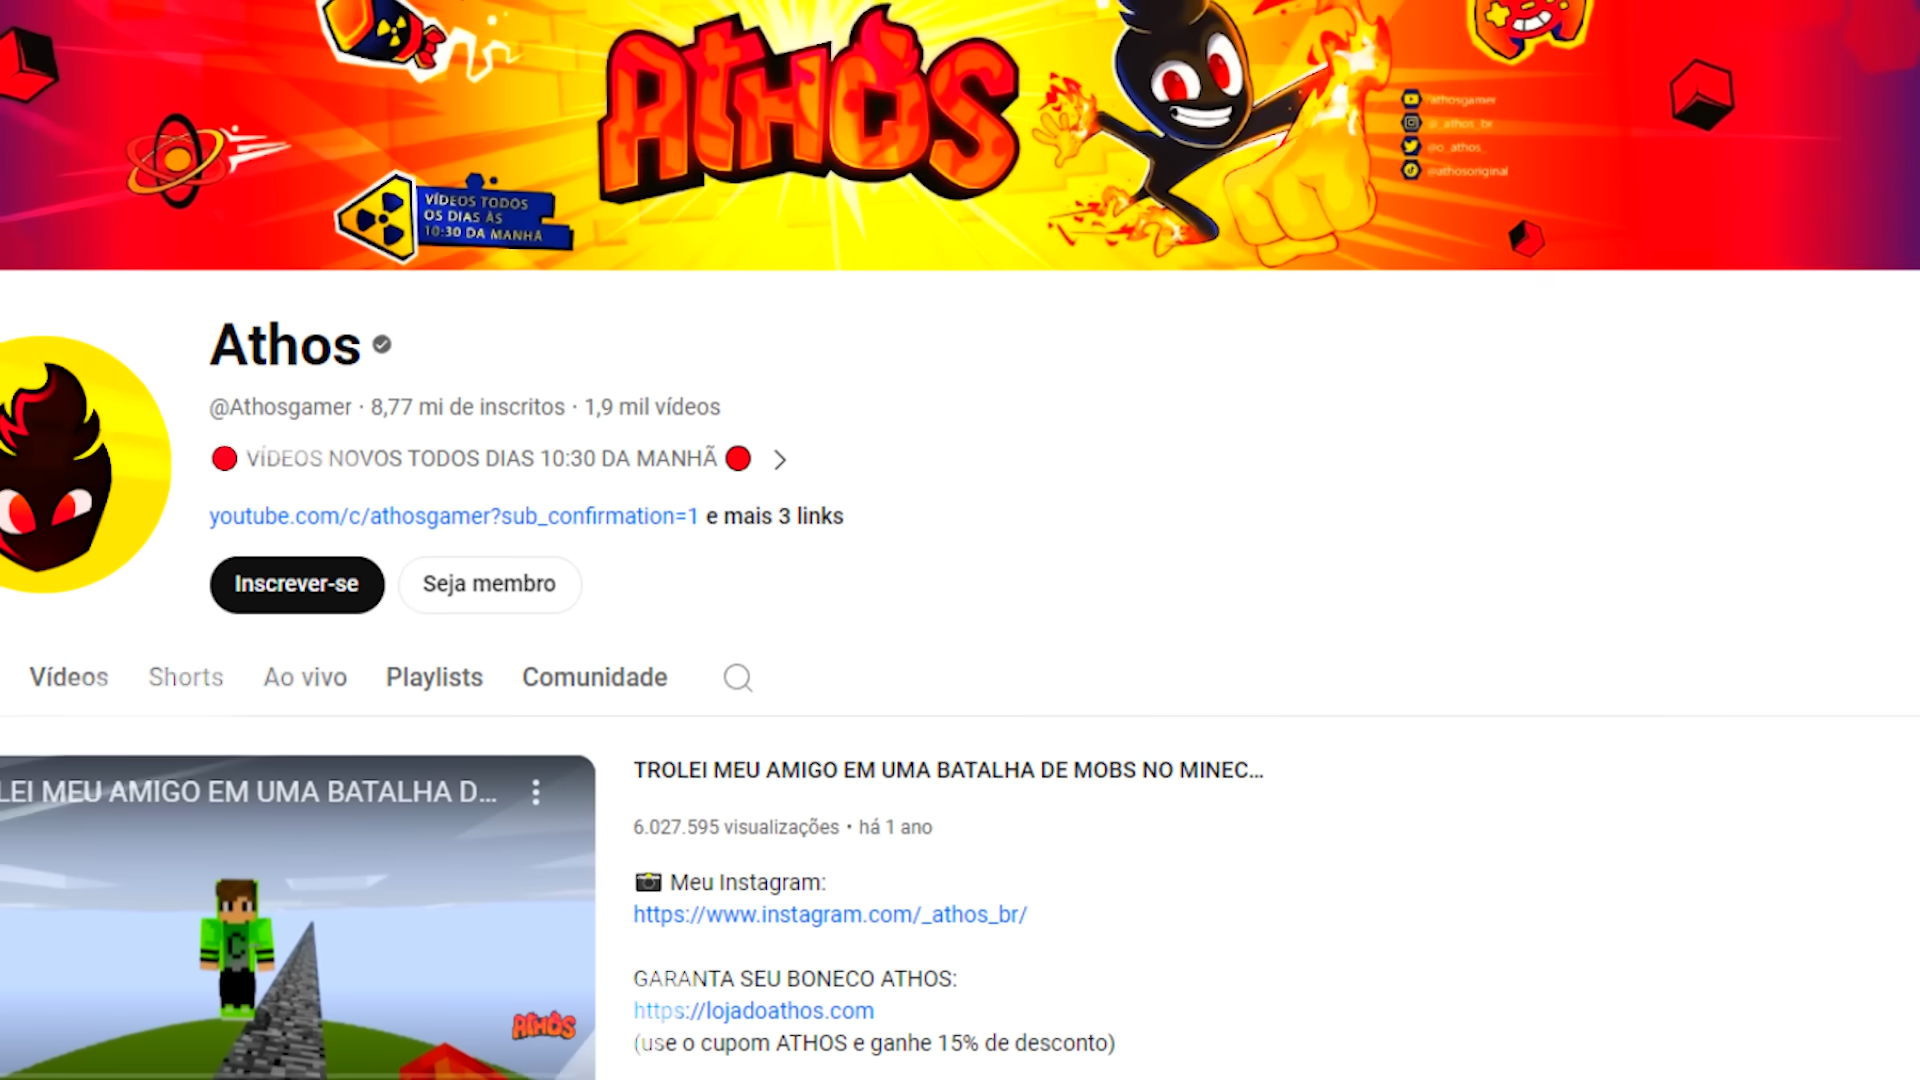 ATHOS
/athosgamer
@_athos_br
@o_athos_
@athosoriginal
VÍDEOS TODOS
OS DIAS ÀS
10:30 DA MANHÃ
Athos
@Athosgamer · 8,77 mi de inscritos · 1,9 mil vídeos
VÍDEOS NOVOS TODOS DIAS 10:30 DA MANHÃ
youtube.com/c/athosgamer?sub_confirmation=1 e mais 3 links
Inscrever-se Seja membro
Vídeos Shorts Ao vivo Playlists Comunidade
LEI MEU AMIGO EM UMA BATALHA D...
C
ATHOS
TROLEI MEU AMIGO EM UMA BATALHA DE MOBS NO MINEC...
6.027.595 visualizações • há 1 ano
Meu Instagram:
https://www.instagram.com/_athos_br/
GARANTA SEU BONECO ATHOS:
https://lojadoathos.com
(use o cupom ATHOS e ganhe 15% de desconto)